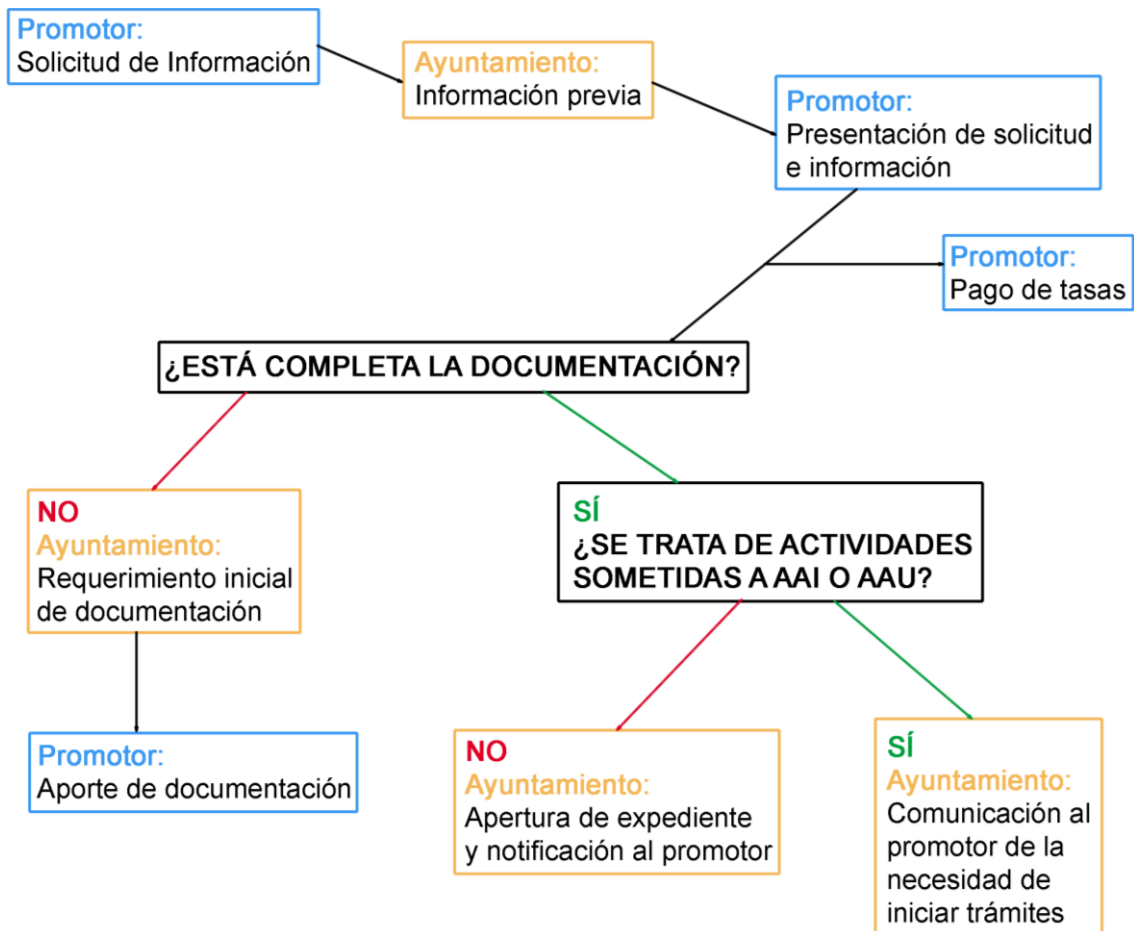 Promotor:
Solicitud de Información
Ayuntamiento:
Información previa
Promotor:
Presentación de solicitud
e información
Promotor:
Pago de tasas
¿ESTÁ COMPLETA LA DOCUMENTACIÓN?
NO
Ayuntamiento:
Requerimiento inicial
de documentación
Promotor:
Aporte de documentación
SÍ
¿SE TRATA DE ACTIVIDADES
SOMETIDAS A AAI O AAU?
NO
Ayuntamiento:
Apertura de expediente
y notificación al promotor
SÍ
Ayuntamiento:
Comunicación al
promotor de la
necesidad de
iniciar trámites